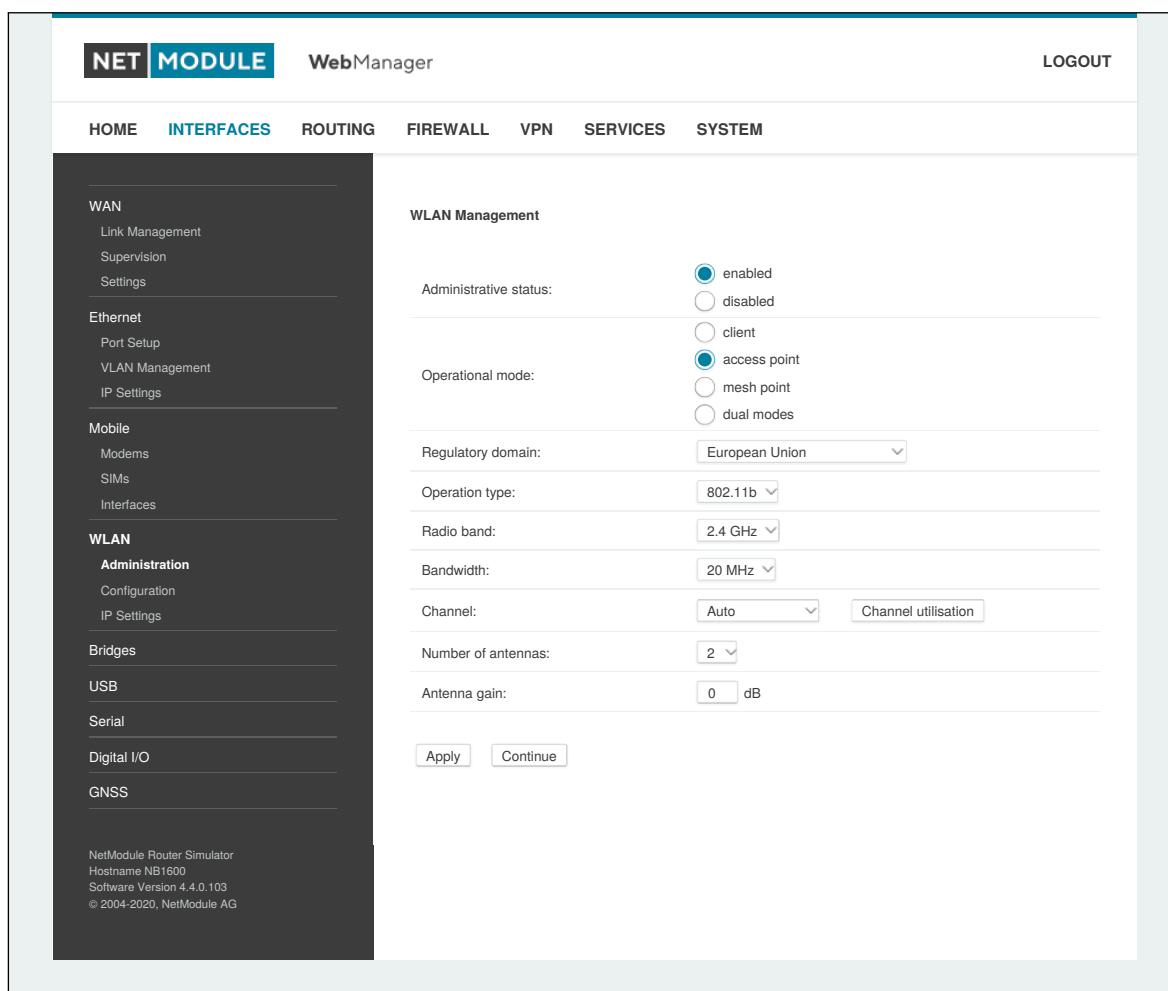 NET MODULE WebManager LOGOUT
HOME INTERFACES ROUTING FIREWALL VPN SERVICES SYSTEM
WAN
Link Management
Supervision
Settings
Ethernet
Port Setup
VLAN Management
IP Settings
Mobile
Modems
SIMs
Interfaces
WLAN
Administration
Configuration
IP Settings
Bridges
USB
Serial
Digital I/O
GNSS
NetModule Router Simulator
Hostname NB1600
Software Version 4.4.0.103
© 2004-2020, NetModule AG
WLAN Management
Administrative status:
enabled
disabled
Operational mode:
client
access point
mesh point
dual modes
Regulatory domain: European Union
Operation type: 802.11b
Radio band: 2.4 GHz
Bandwidth: 20 MHz
Channel: Auto Channel utilisation
Number of antennas: 2
Antenna gain: 0 dB
Apply Continue